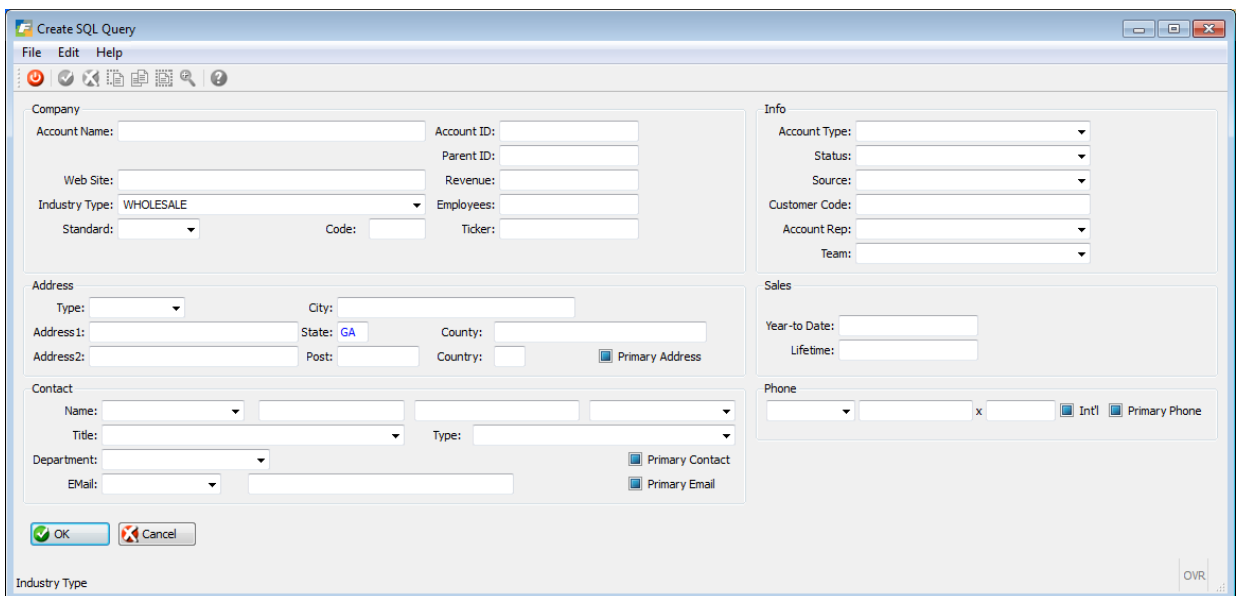 Create SQL Query
File Edit Help
Company
Account Name: Account ID:
Parent ID:
Web Site: Revenue:
Industry Type: WHOLESALE Employees:
Standard: Code: Ticker:
Info
Account Type:
Status:
Source:
Customer Code:
Account Rep:
Team:
Address
Type: City:
Address1: State: GA County:
Address2: Post: Country: Primary Address
Sales
Year-to Date:
Lifetime:
Contact
Name:
Title: Type:
Department: Primary Contact
EMail: Primary Email
Phone
x Int'l Primary Phone
OK Cancel
Industry Type OVR